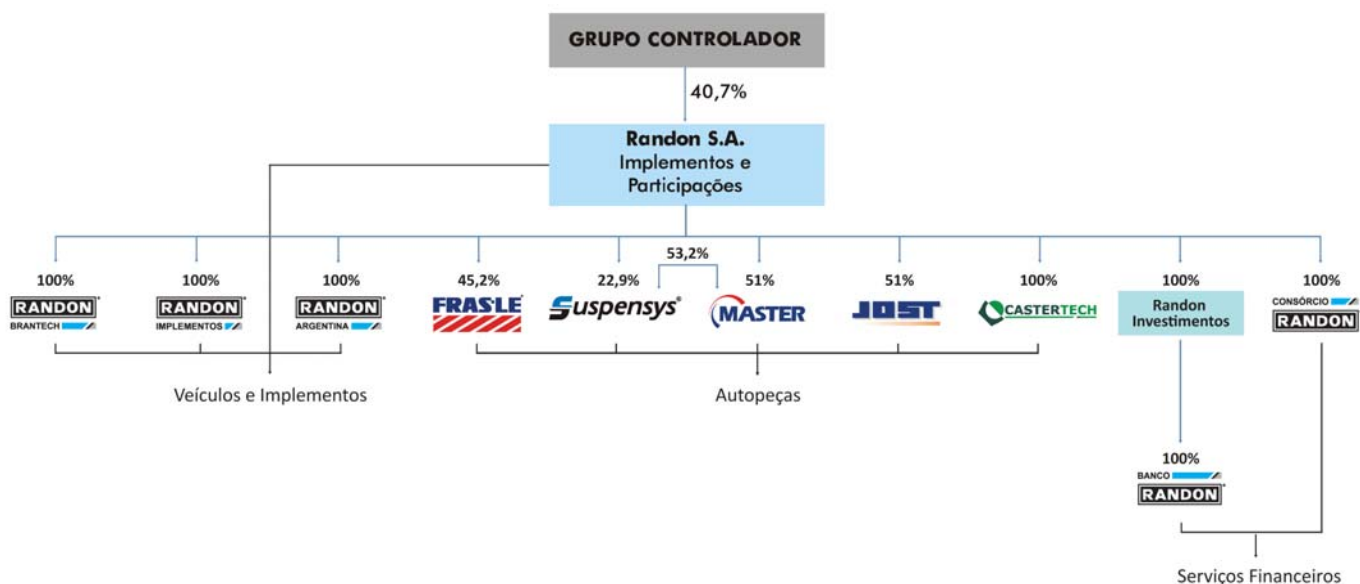 GRUPO CONTROLADOR
40,7%
Randon S.A.
Implementos e
Participações
100%
RANDON
BRANTECH
100%
RANDON
IMPLEMENTOS
100%
RANDON
ARGENTINA
45,2%
FRAS-LE
22,9%
Suspensys®
53,2%
51%
MASTER
51%
JOST
100%
CASTERTECH
100%
Randon
Investimentos
100%
CONSÓRCIO
RANDON
Veículos e Implementos
Autopeças
100%
BANCO
RANDON
Serviços Financeiros